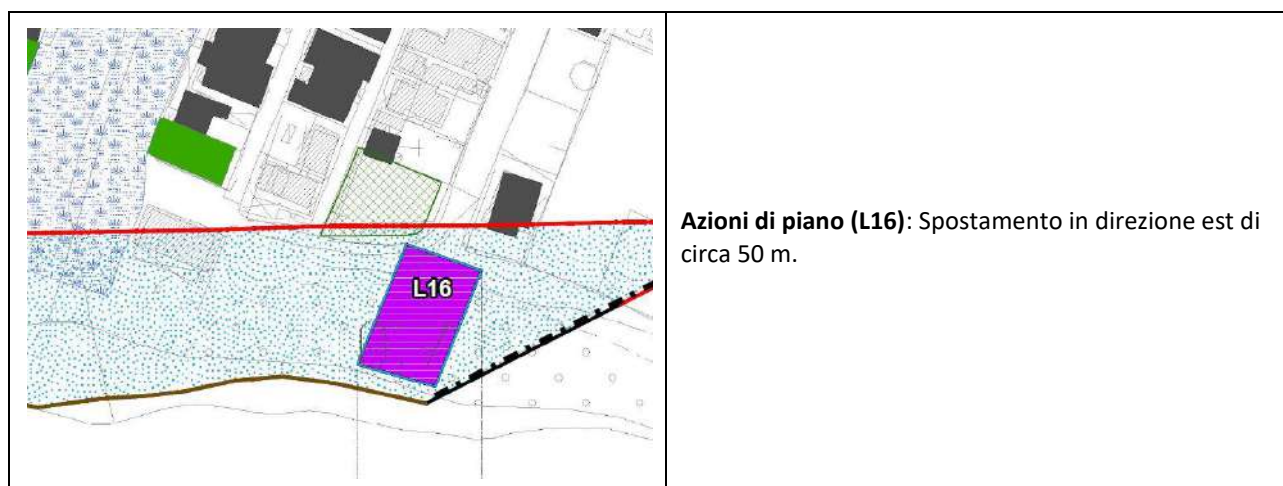 L16
Azioni di piano (L16): Spostamento in direzione est di
circa 50 m.